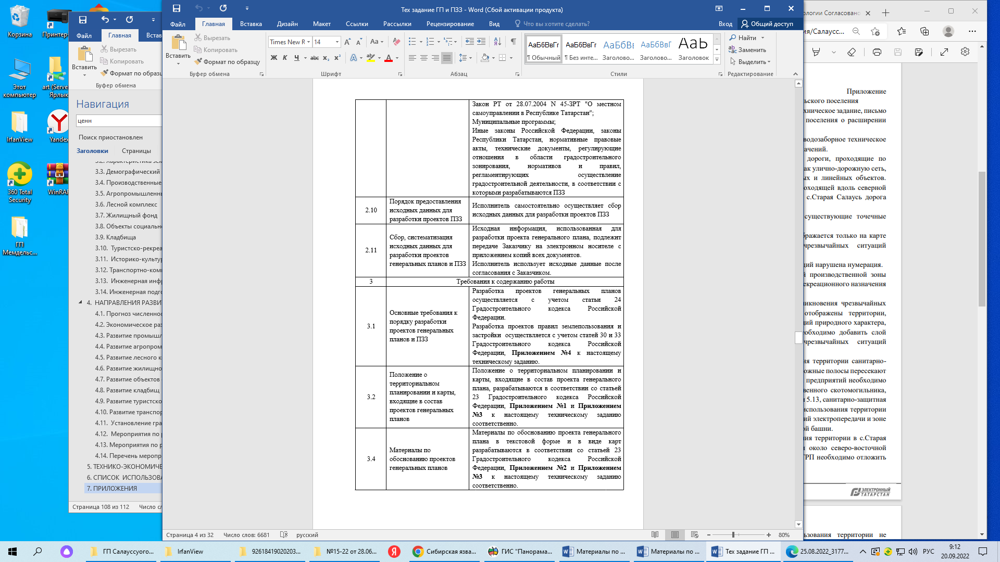 Тех задание ГП и ПЗЗ - Word (Сбой активации продукта)
Файл Главная Вставка Дизайн Макет Ссылки Рассылки Рецензирование Вид Что вы хотите сделать? Вход Общий доступ
Вставить
Вырезать
Копировать
Формат по образцу
Буфер обмена
Times New R 14
Шрифт
Абзац
АаБбВвГг АаБбВвГг АаБбВ АаБбВвГ АаЬ
¶ Обычный ¶ Без инте... Заголово... Заголово... Заголовок
Стили
Найти
Заменить
Выделить
Редактирование
Корзина
Принтер
Этот
компьютер
art (Serve
Ярлык
IrfanView
Yandex
360 Total
Security
WinRAR
ГП
Мемдельс...
Файл Главная Встав
Вставить
Вырезать
Копировать
Формат по образц
Буфер обмена
Навигация
ценн
Поиск приостановлен
Заголовки Страницы
3.3. Демографический
3.4. Производственные
3.5. Агропромышленн
3.6. Лесной комплекс
3.7. Жилищный фонд
3.8. Объекты социальн
3.9. Кладбища
3.10. Туристско-рекреа
3.11. Историко-культур
3.12. Транспортно-комм
3.13. Инженерная инфр
3.14. Инженерная подго
4. НАПРАВЛЕНИЯ РАЗВИТ
4.1. Прогноз численнос
4.2. Экономическое раз
4.3. Развитие промышл
4.4. Развитие агропром
4.5. Развитие лесного к
4.6. Развитие жилищно
4.7. Развитие объектов
4.8. Развитие кладбищ
4.9. Развитие туристско
4.10. Развитие транспор
4.11. Установление гра
4.12. Мероприятия по р
4.13. Мероприятия по р
4.14. Перечень меропр
5. ТЕХНИКО-ЭКОНОМИЧЕ
6. СПИСОК ИСПОЛЬЗОВА
7. ПРИЛОЖЕНИЯ
Страница 108 из 112 Число сл
Закон РТ от 28.07.2004 N 45-ЗРТ "О местном
самоуправлении в Республике Татарстан";
Муниципальные программы;
Иные законы Российской Федерации, законы
Республики Татарстан, нормативные правовые
акты, технические документы, регулирующие
отношения в области градостроительного
зонирования, нормативов и правил,
регламентирующих осуществление
градостроительной деятельности, в соответствии с
которыми разрабатываются ПЗЗ
2.10
Порядок предоставления
исходных данных для
разработки проектов ПЗЗ
Исполнитель самостоятельно осуществляет сбор
исходных данных для разработки проектов ПЗЗ
2.11
Сбор, систематизация
исходных данных для
разработки проектов
генеральных планов и ПЗЗ
Исходная информация, использованная для
разработки проекта генерального плана, подлежит
передаче Заказчику на электронном носителе с
приложением копий всех документов.
Исполнитель использует исходные данные после
согласования с Заказчиком.
3 Требования к содержанию работы
3.1
Основные требования к
порядку разработки
проектов генеральных
планов и ПЗЗ
Разработка проектов генеральных планов
осуществляется с учетом статьи 24
Градостроительного кодекса Российской
Федерации.
Разработка проектов правил землепользования и
застройки осуществляется с учетом статей 30 и 33
Градостроительного кодекса Российской
Федерации, Приложением №4 к настоящему
техническому заданию.
3.2
Положение о
территориальном
планировании и карты,
входящие в состав
проектов генеральных
планов
Положение о территориальном планировании и
карты, входящие в состав проекта генерального
плана, разрабатываются в соответствии со статьей
23 Градостроительного кодекса Российской
Федерации, Приложением №1 и Приложением
№3 к настоящему техническому заданию
соответственно.
3.4
Материалы по
обоснованию проектов
генеральных планов
Материалы по обоснованию проекта генерального
плана в текстовой форме и в виде карт
разрабатываются в соответствии со статьей 23
Градостроительного кодекса Российской
Федерации, Приложением №2 и Приложением
№3 к настоящему техническому заданию
соответственно.
Страница 4 из 32 Число слов: 6681 русский 80%
ологии Согласовано
ия/Салаусс...
Приложение
ьского поселения
хническое задание, письмо
поселения о расширении
водозаборное техническое
ачений.
дороги, проходящие по
ак улично-дорожную сеть,
ых и линейных объектов.
оходящей вдоль северной
с.Старая Салаусь дорога
существующие точечные
бражается только на карте
чрезвычайных ситуаций
ций нарушена нумерация.
й производственной зоны
екреационного назначения
никновения чрезвычайных
отображены территории,
ций природного характера,
еобходимо добавить слой
чрезвычайных ситуаций
ия территории санитарно-
ожные полосы пересекают
предприятий необходимо
венного скотомогильника,
и 5.13, санитарно-защитная
использования территории
ий электропередачи и зоне
ой башни.
ия территории в с.Старая
и около северо-восточной
ГРП необходимо отложить
ЭЛЕКТРОННЫЙ
ТАТАРСТАН
ьзования территории не
ГП Салауссуого... IrfanView 92618419020203... №15-22 от 28.06... Сибирская язва... ГИС "Панорама... Материалы по ... Материалы по ... Тех задание ГП ... 25.08.2022_3177... РУС
9:12
20.09.2022